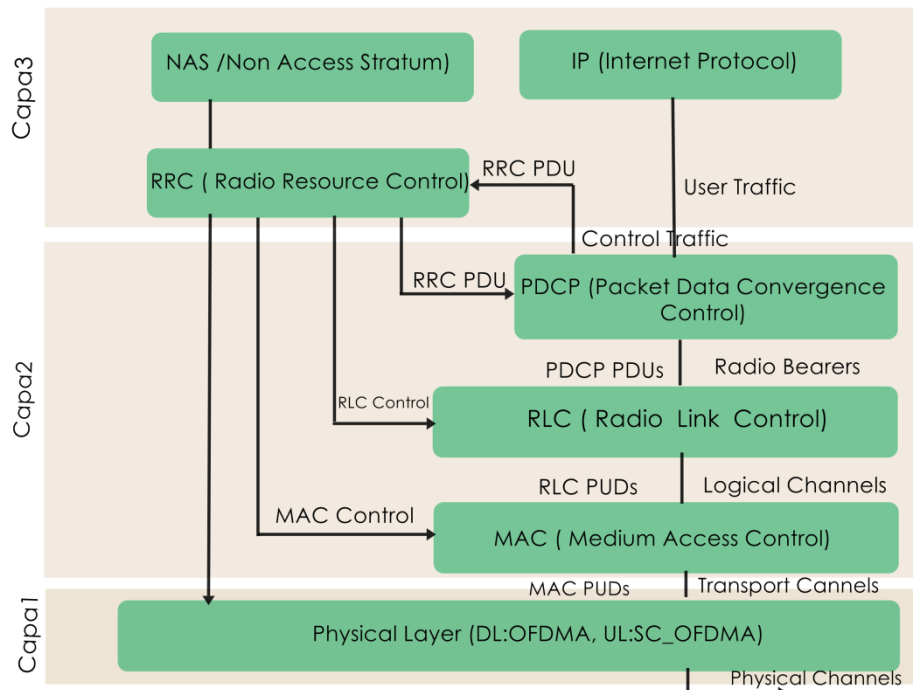 Capa3
NAS /Non Access Stratum)
IP (Internet Protocol)
RRC ( Radio Resource Control)
RRC PDU
User Traffic
Control Traffic
Capa2
RRC PDU
PDCP (Packet Data Convergence
Control)
PDCP PDUs
Radio Bearers
RLC Control
RLC ( Radio Link Control)
RLC PUDs
Logical Channels
MAC Control
MAC ( Medium Access Control)
MAC PUDs
Transport Cannels
Capa1
Physical Layer (DL:OFDMA, UL:SC_OFDMA)
Physical Channels